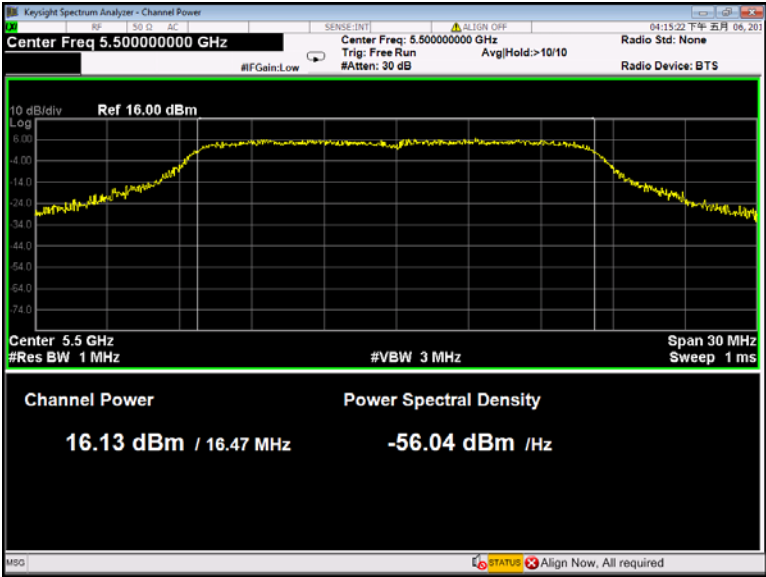 Keysight Spectrum Analyzer - Channel Power
RF 50 Ω AC SENSE:INT ALIGN OFF 04:15:22 下午 五月 06, 201
Center Freq 5.500000000 GHz
Center Freq: 5.500000000 GHz
Radio Std: None
Trig: Free Run Avg|Hold:>10/10
#IFGain:Low #Atten: 30 dB Radio Device: BTS
10 dB/div Ref 16.00 dBm
Log
6.00
-4.00
-14.0
-24.0
-34.0
-44.0
-54.0
-64.0
-74.0
Center 5.5 GHz Span 30 MHz
#Res BW 1 MHz #VBW 3 MHz Sweep 1 ms
Channel Power Power Spectral Density
16.13 dBm / 16.47 MHz -56.04 dBm /Hz
MSG STATUS Align Now, All required